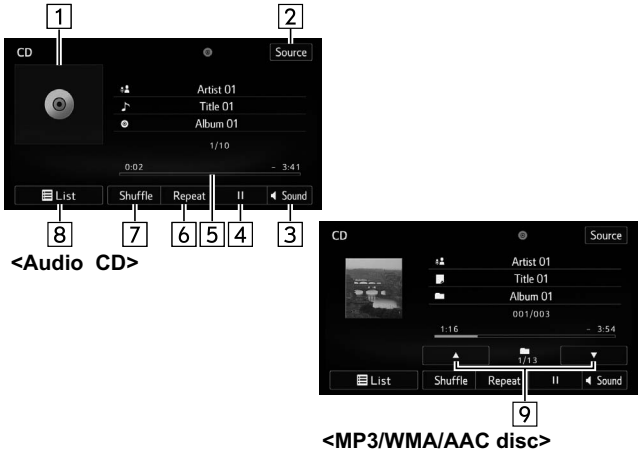 1 2
CD Source
Artist 01
Title 01
Album 01
1/10
0:02 - 3:41
List Shuffle Repeat II Sound
8 7 6 5 4 3
<Audio CD>
CD Source
Artist 01
Title 01
Album 01
001/003
1:16 - 3:54
▲ 1/13 ▼
List Shuffle Repeat II Sound
9
<MP3/WMA/AAC disc>